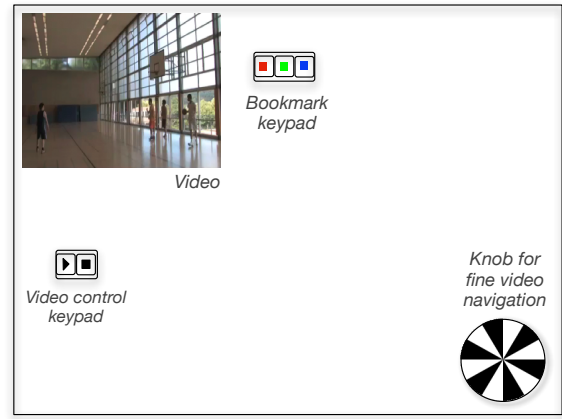 Bookmark
keypad
Video
Video control
keypad
Knob for
fine video
navigation